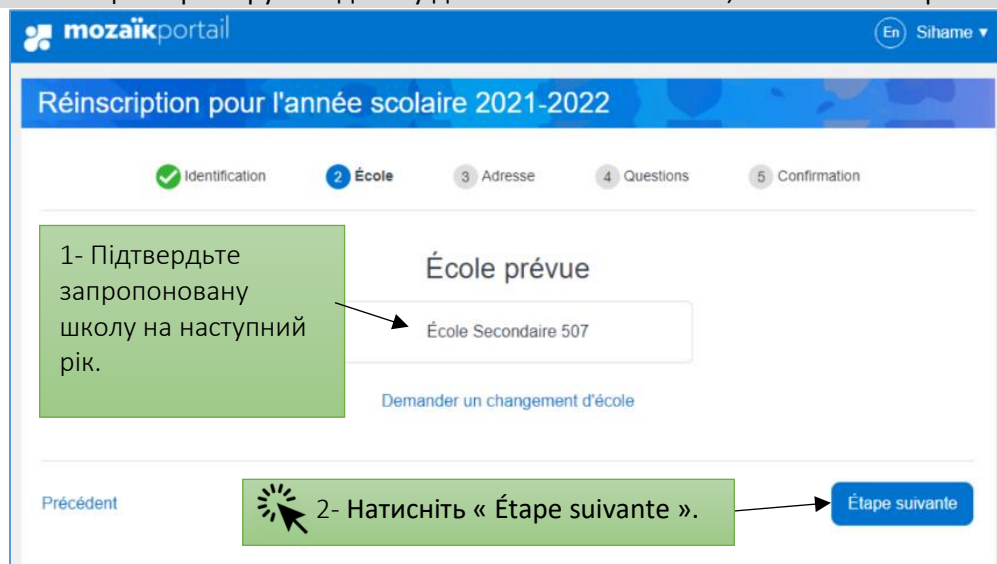 mozaïkportail
En Sihame
Réinscription pour l'année scolaire 2021-2022
Identification 2 École 3 Adresse 4 Questions 5 Confirmation
1- Підтвердьте
запропоновану
школу на наступний
рік.
École prévue
École Secondaire 507
Demander un changement d'école
Précédent
2- Натисніть « Étape suivante ».
Étape suivante